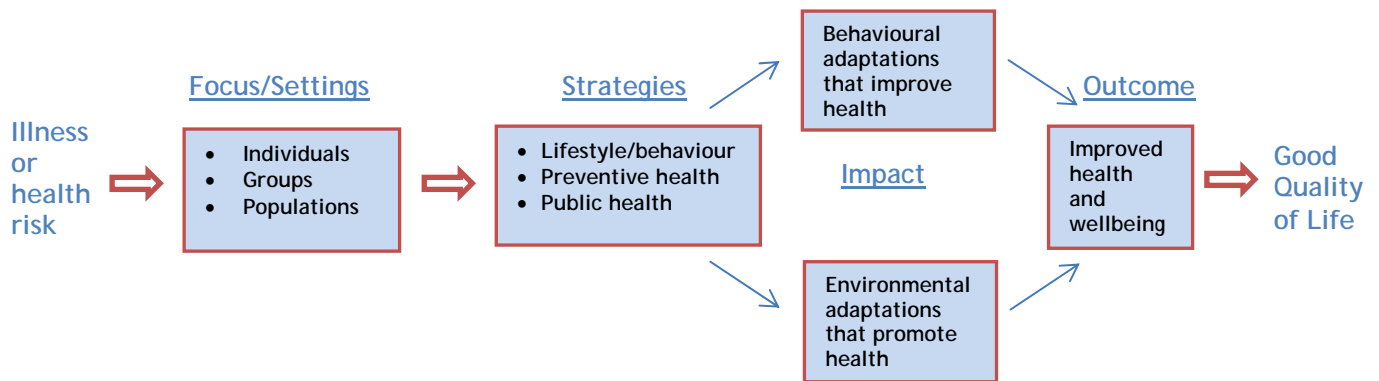 Illness
or
health
risk
Focus/Settings
• Individuals
• Groups
• Populations
Strategies
• Lifestyle/behaviour
• Preventive health
• Public health
Behavioural
adaptations
that improve
health
Impact
Environmental
adaptations
that promote
health
Outcome
Improved
health
and
wellbeing
Good
Quality
of Life